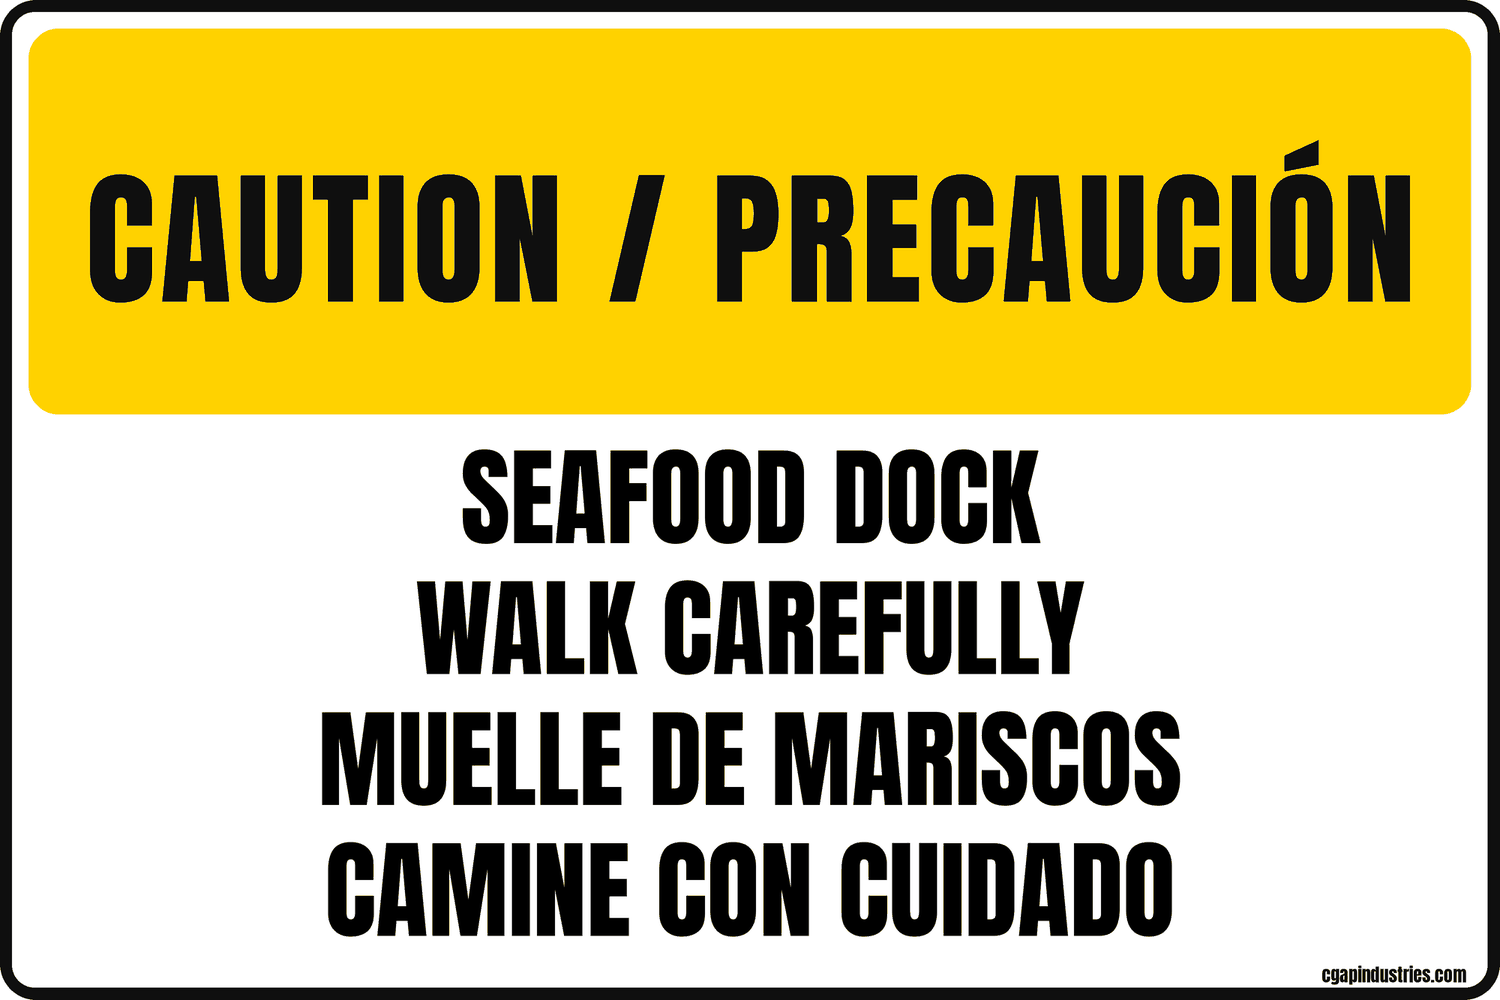 CAUTION / PRECAUCIÓN
SEAFOOD DOCK
WALK CAREFULLY
MUELLE DE MARISCOS
CAMINE CON CUIDADO
cgapindustries.com